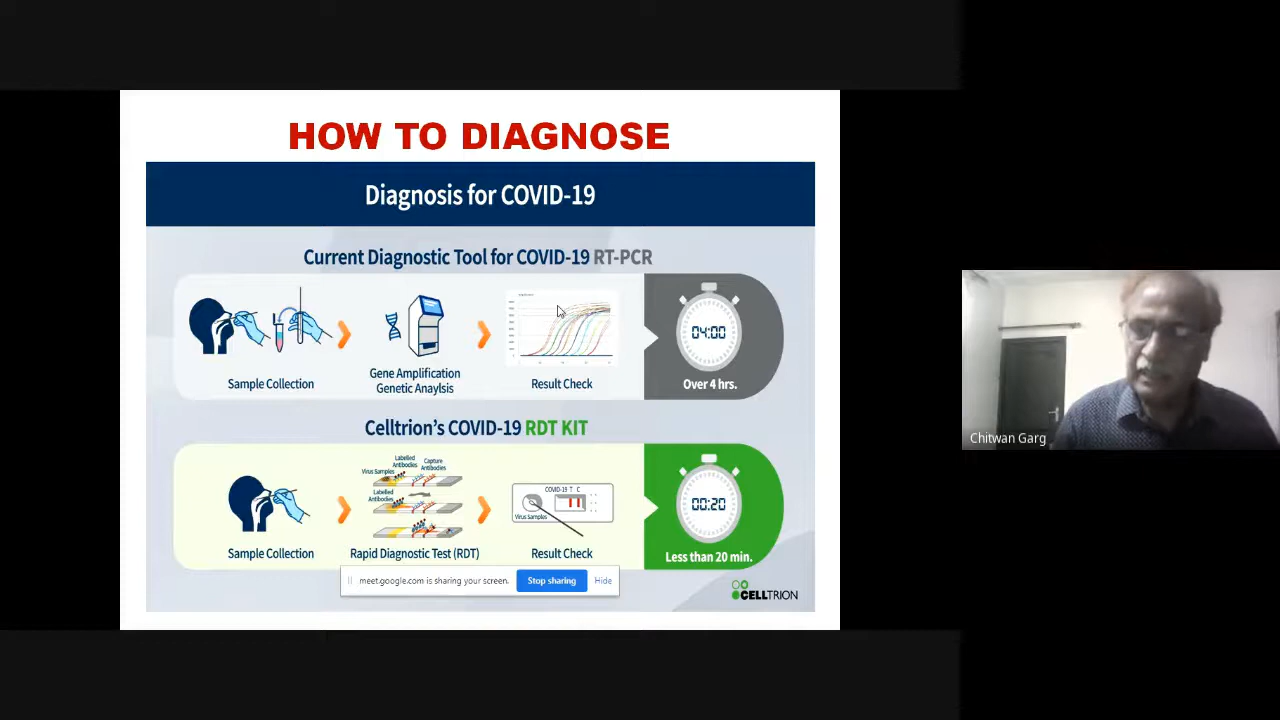 HOW TO DIAGNOSE
Diagnosis for COVID-19
Current Diagnostic Tool for COVID-19 RT-PCR
Sample Collection
Gene Amplification
Genetic Anaylsis
Result Check
04:00
Over 4 hrs.
Celltrion's COVID-19 RDT KIT
Sample Collection
Virus Samples
Labelled
Antibodies
Capture
Antibodies
Labelled
Antibodies
Rapid Diagnostic Test (RDT)
COVID-19 T C
Virus Samples
Result Check
00:20
Less than 20 min.
meet.google.com is sharing your screen.
Stop sharing
Hide
CELLTRION
Chitwan Garg